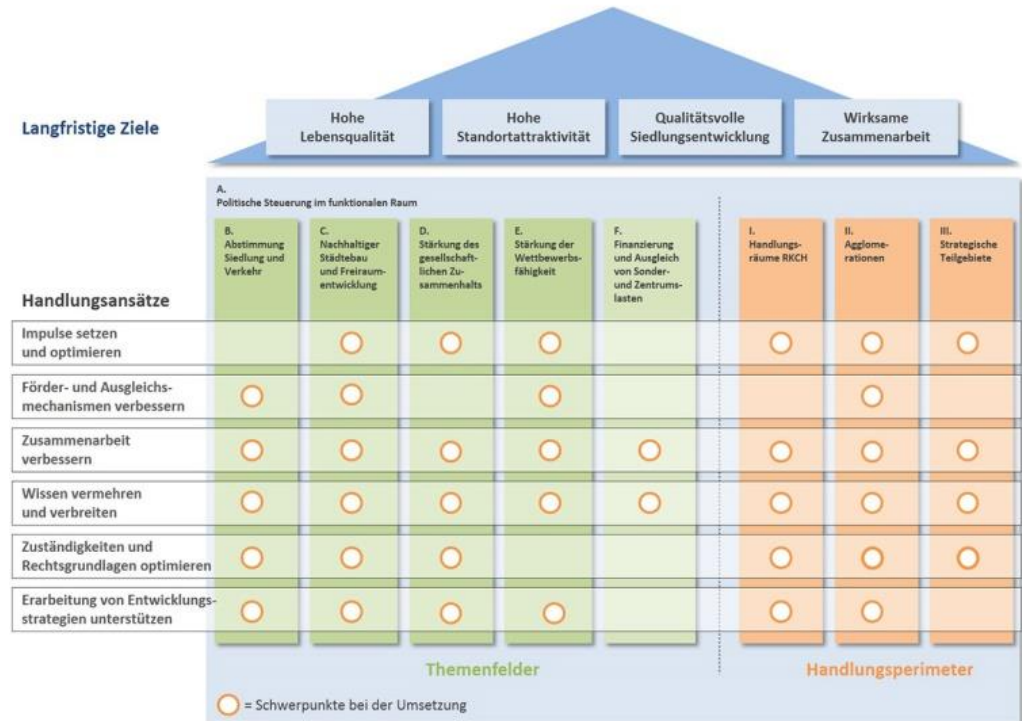 Langfristige Ziele
Hohe
Lebensqualität
Hohe
Standortattraktivität
Qualitätsvolle
Siedlungsentwicklung
Wirksame
Zusammenarbeit
A.
Politische Steuerung im funktionalen Raum
B.
Abstimmung
Siedlung und
Verkehr
C.
Nachhaltiger
Städtebau
und Freiraum-
entwicklung
D.
Stärkung des
gesellschaft-
lichen Zu-
sammenhalts
E.
Stärkung der
Wettbewerbs-
fähigkeit
F.
Finanzierung
und Ausgleich
von Sonder-
und Zentrums-
lasten
I.
Handlungs-
räume RKCH
II.
Agglome-
rationen
III.
Strategische
Teilgebiete
Handlungsansätze
Impulse setzen
und optimieren
Förder- und Ausgleichs-
mechanismen verbessern
Zusammenarbeit
verbessern
Wissen vermehren
und verbreiten
Zuständigkeiten und
Rechtsgrundlagen optimieren
Erarbeitung von Entwicklungs-
strategien unterstützen
Themenfelder
Handlungsperimeter
= Schwerpunkte bei der Umsetzung